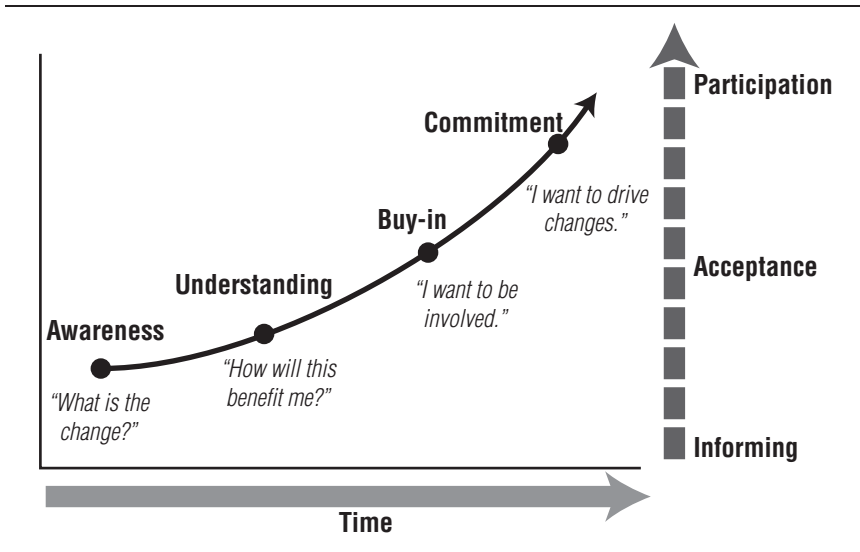 Participation
Commitment
“I want to drive
changes.”
Buy-in
Acceptance
Understanding
“I want to be
involved.”
Awareness
“How will this
benefit me?”
“What is the
change?”
Informing
Time